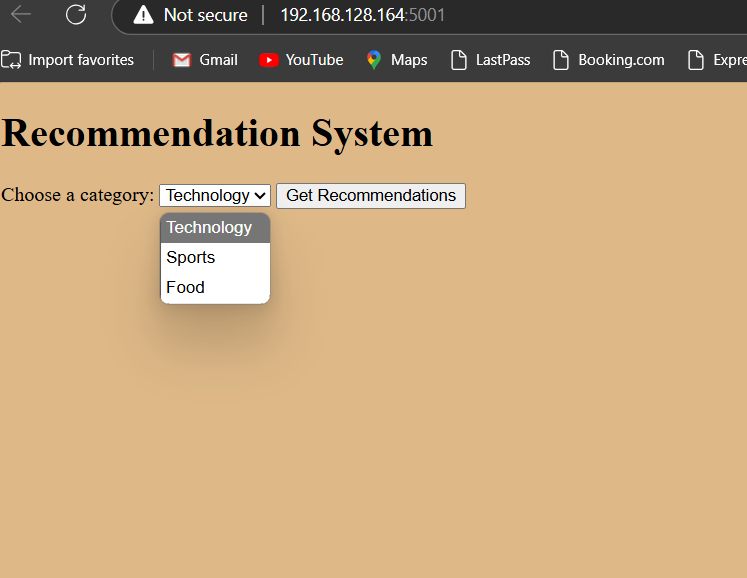 Not secure 192.168.128.164:5001
Import favorites Gmail YouTube Maps LastPass Booking.com Expre
Recommendation System
Choose a category: Technology Get Recommendations
Technology
Sports
Food